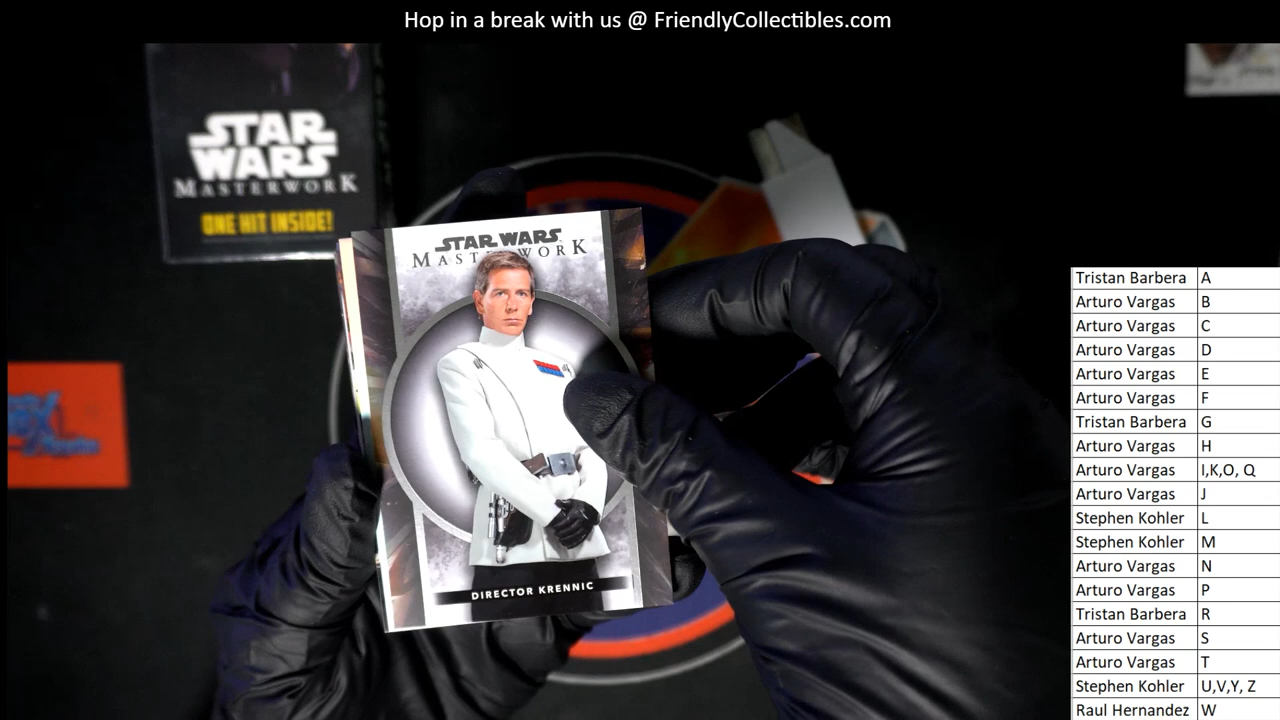 Hop in a break with us @ FriendlyCollectibles.com
STAR
WARS
MASTERWORK
ONE HIT INSIDE!
STAR WARS
MASTERWORK
DIRECTOR KRENNIC
Tristan Barbera A
Arturo Vargas B
Arturo Vargas C
Arturo Vargas D
Arturo Vargas E
Arturo Vargas F
Tristan Barbera G
Arturo Vargas H
Arturo Vargas I,K,O, Q
Arturo Vargas J
Stephen Kohler L
Stephen Kohler M
Arturo Vargas N
Arturo Vargas P
Tristan Barbera R
Arturo Vargas S
Arturo Vargas T
Stephen Kohler U,V,Y, Z
Raul Hernandez W